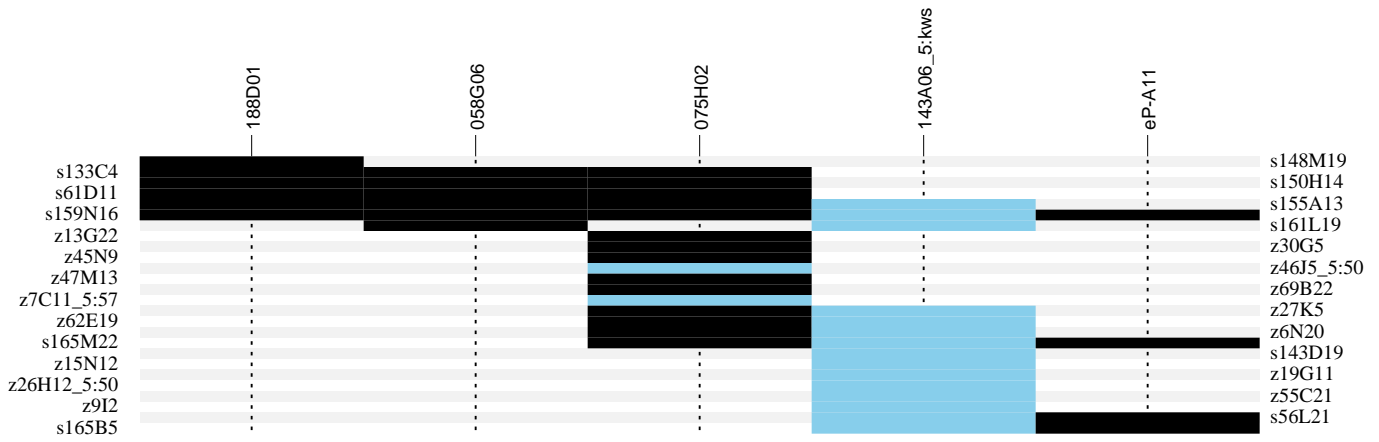 188D01
058G06
075H02
143A06_5:kws
eP-A11
s148M19
s133C4
s150H14
s61D11
s155A13
s159N16
s161L19
z13G22
z30G5
z45N9
z46J5_5:50
z47M13
z69B22
z7C11_5:57
z27K5
z62E19
z6N20
s165M22
s143D19
z15N12
z19G11
z26H12_5:50
z55C21
z9I2
s56L21
s165B5